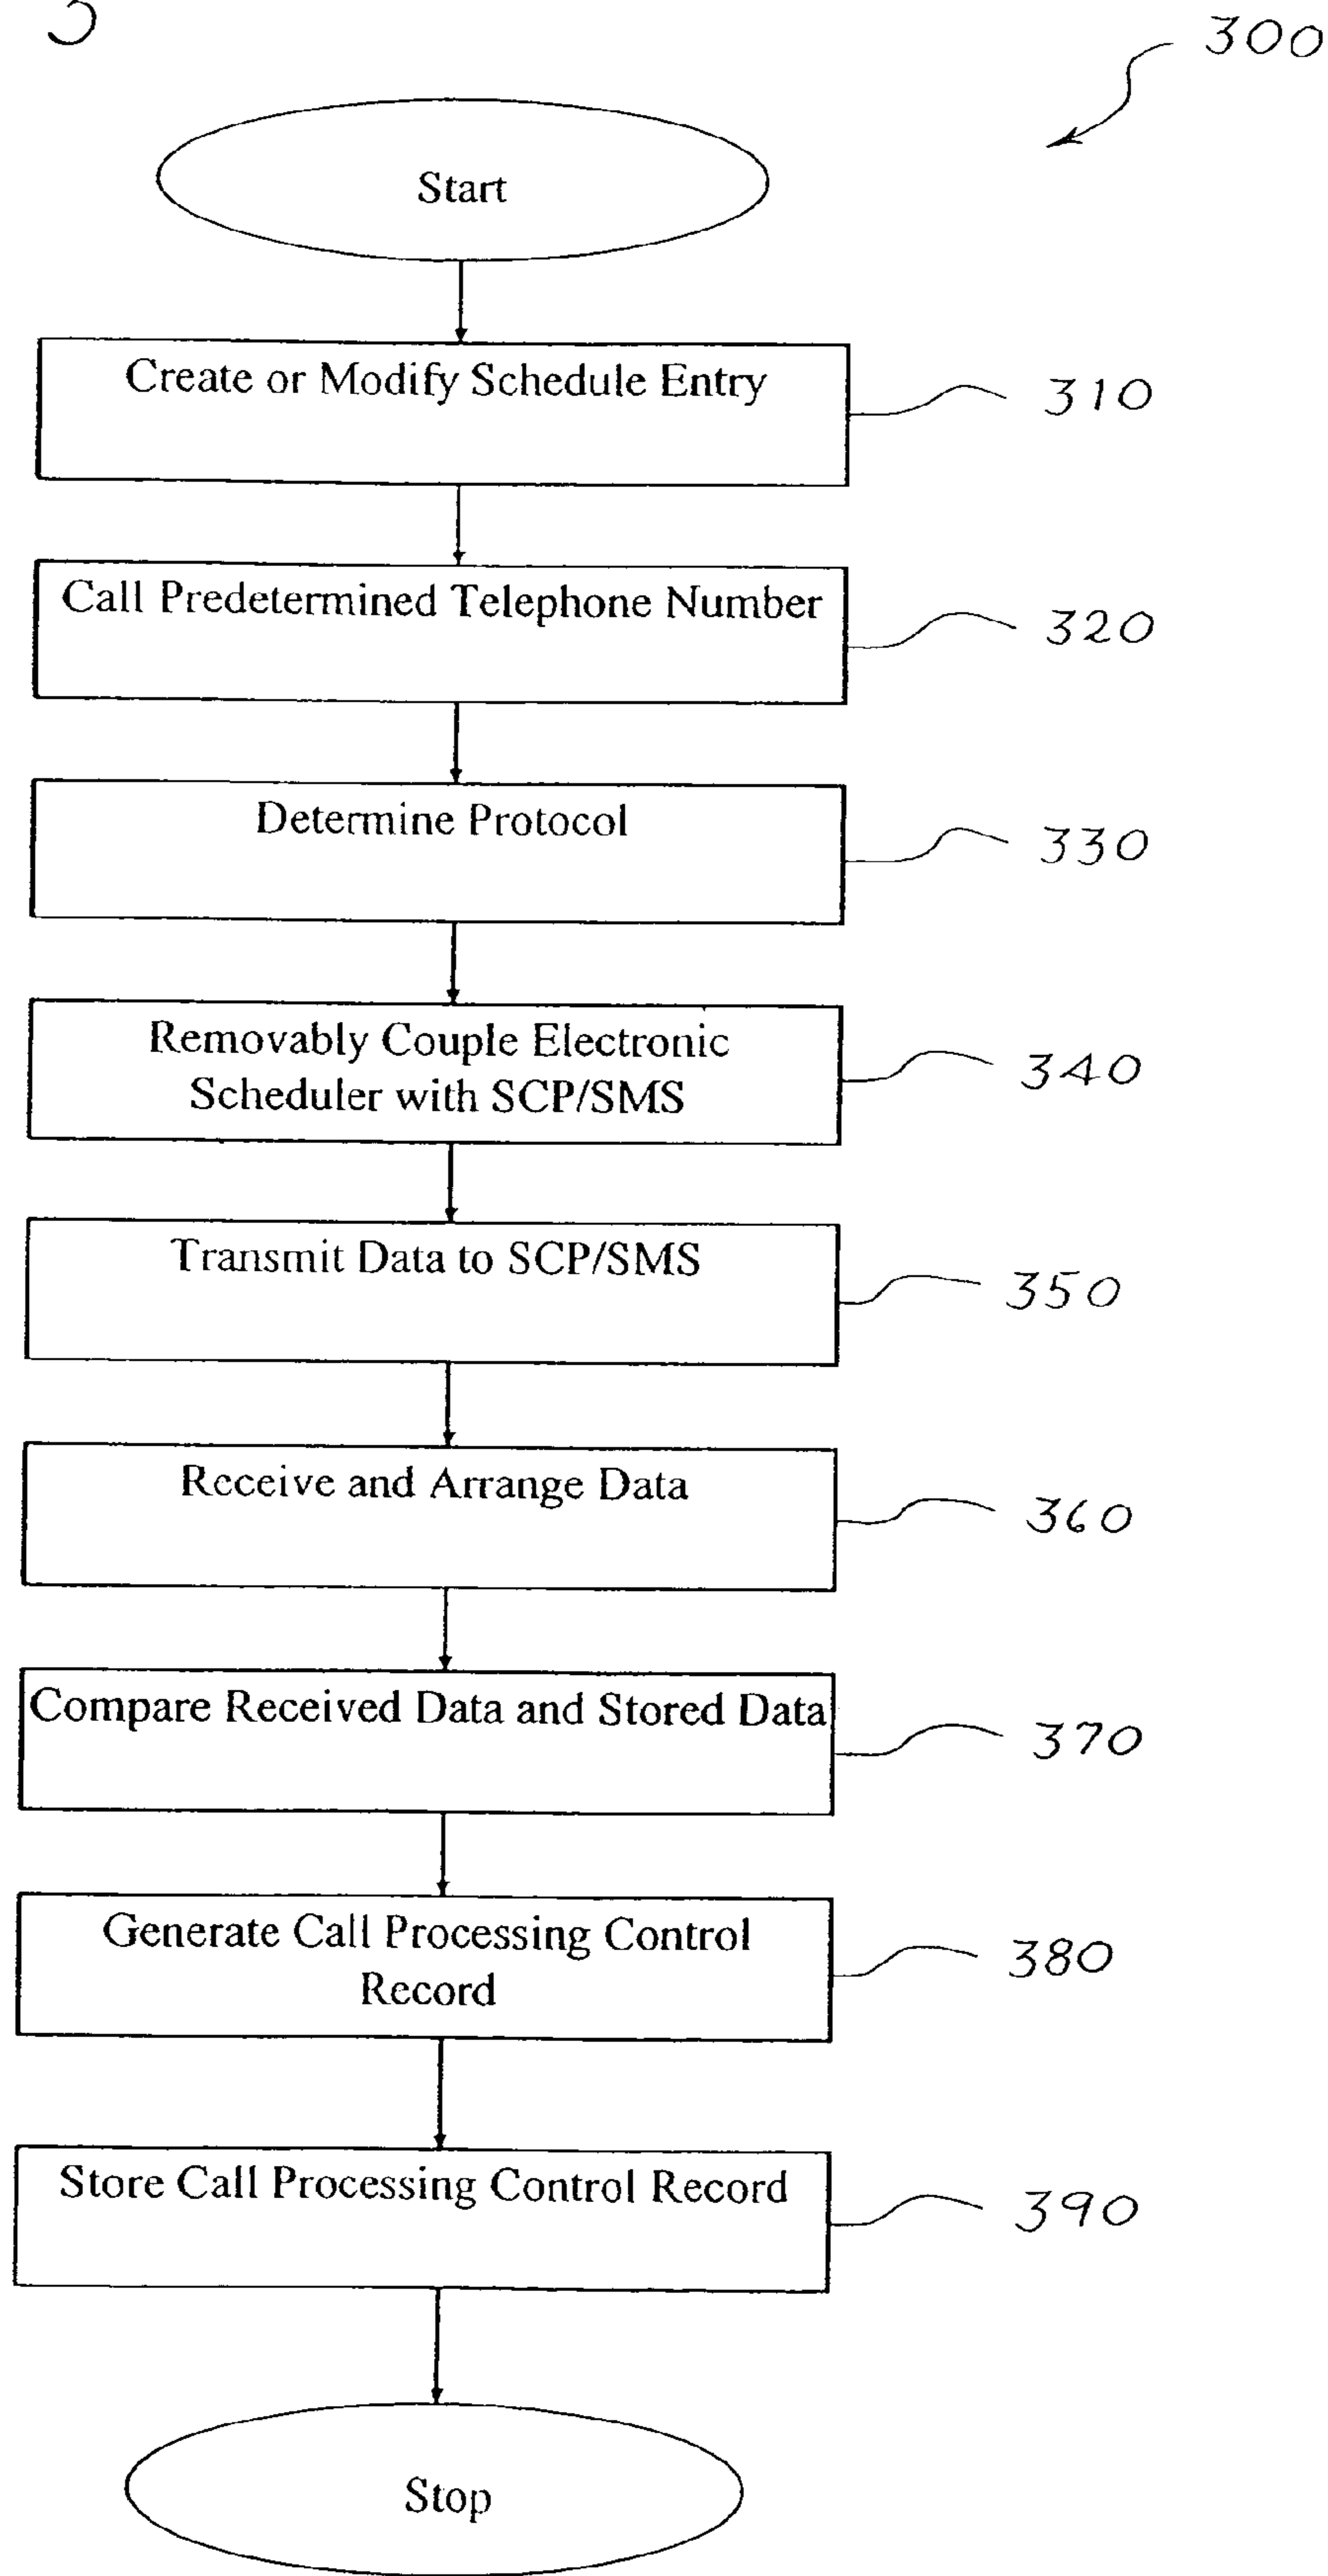 300
Start
Create or Modify Schedule Entry
310
Call Predetermined Telephone Number
320
Determine Protocol
330
Removably Couple Electronic
Scheduler with SCP/SMS
340
Transmit Data to SCP/SMS
350
Receive and Arrange Data
360
Compare Received Data and Stored Data
370
Generate Call Processing Control
Record
380
Store Call Processing Control Record
390
Stop